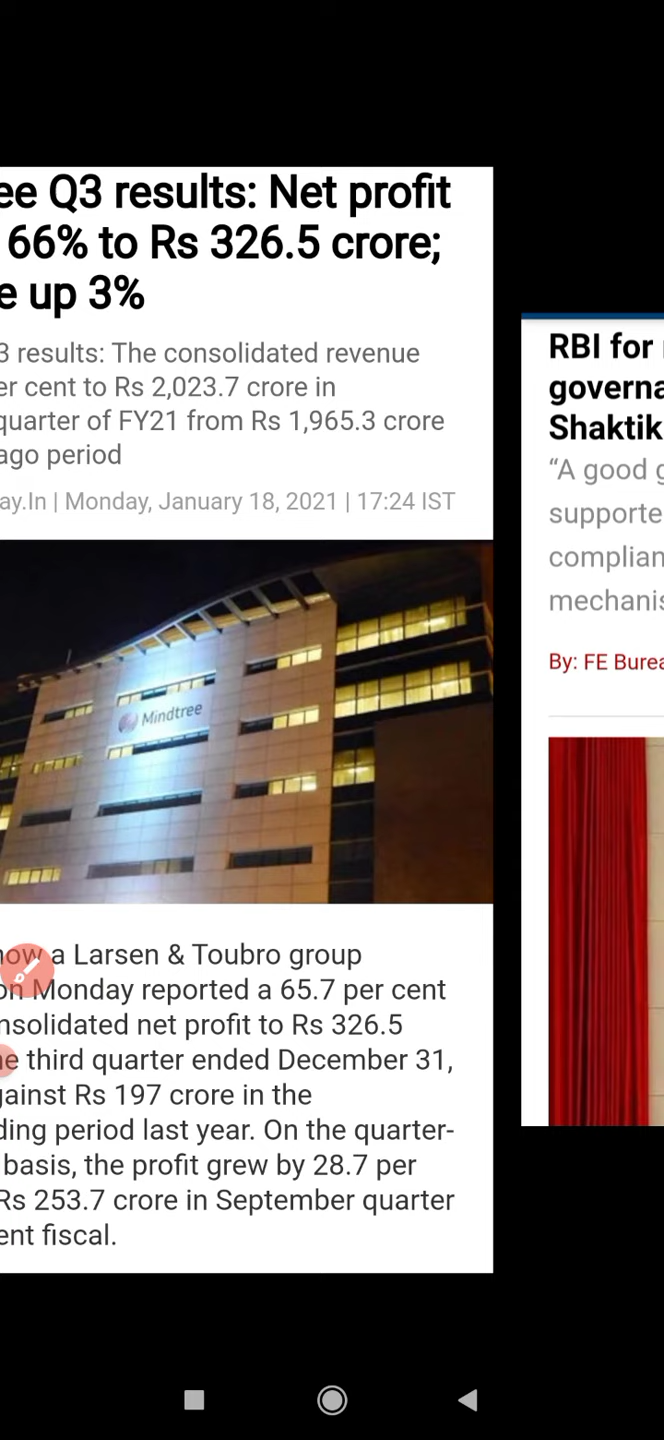 ee Q3 results: Net profit
66% to Rs 326.5 crore;
e up 3%
3 results: The consolidated revenue
er cent to Rs 2,023.7 crore in
quarter of FY21 from Rs 1,965.3 crore
ago period
ay.In | Monday, January 18, 2021 | 17:24 IST
Mindtree
now a Larsen & Toubro group
on Monday reported a 65.7 per cent
nsolidated net profit to Rs 326.5
he third quarter ended December 31,
gainst Rs 197 crore in the
ding period last year. On the quarter-
basis, the profit grew by 28.7 per
Rs 253.7 crore in September quarter
ent fiscal.
RBI for
governa
Shaktik
“A good g
supporte
complian
mechanis
By: FE Burea